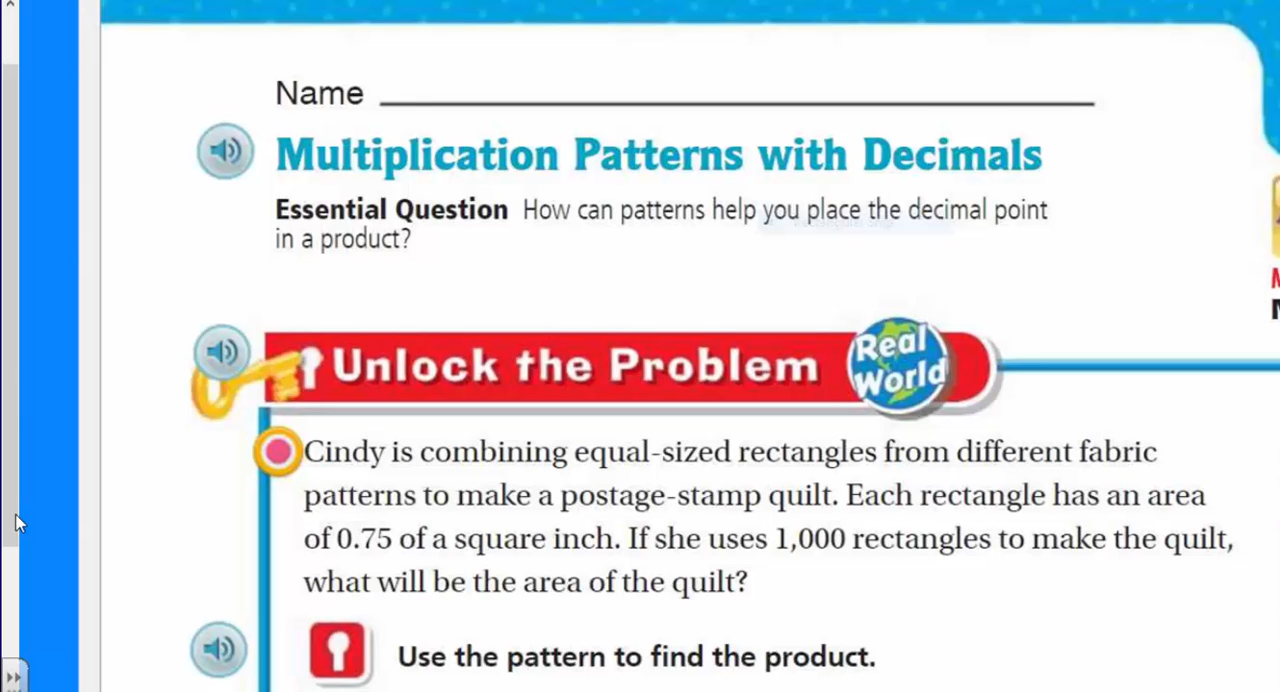 Name
Multiplication Patterns with Decimals
Essential Question How can patterns help you place the decimal point
in a product?
Unlock the Problem Real World
Cindy is combining equal-sized rectangles from different fabric
patterns to make a postage-stamp quilt. Each rectangle has an area
of 0.75 of a square inch. If she uses 1,000 rectangles to make the quilt,
what will be the area of the quilt?
Use the pattern to find the product.